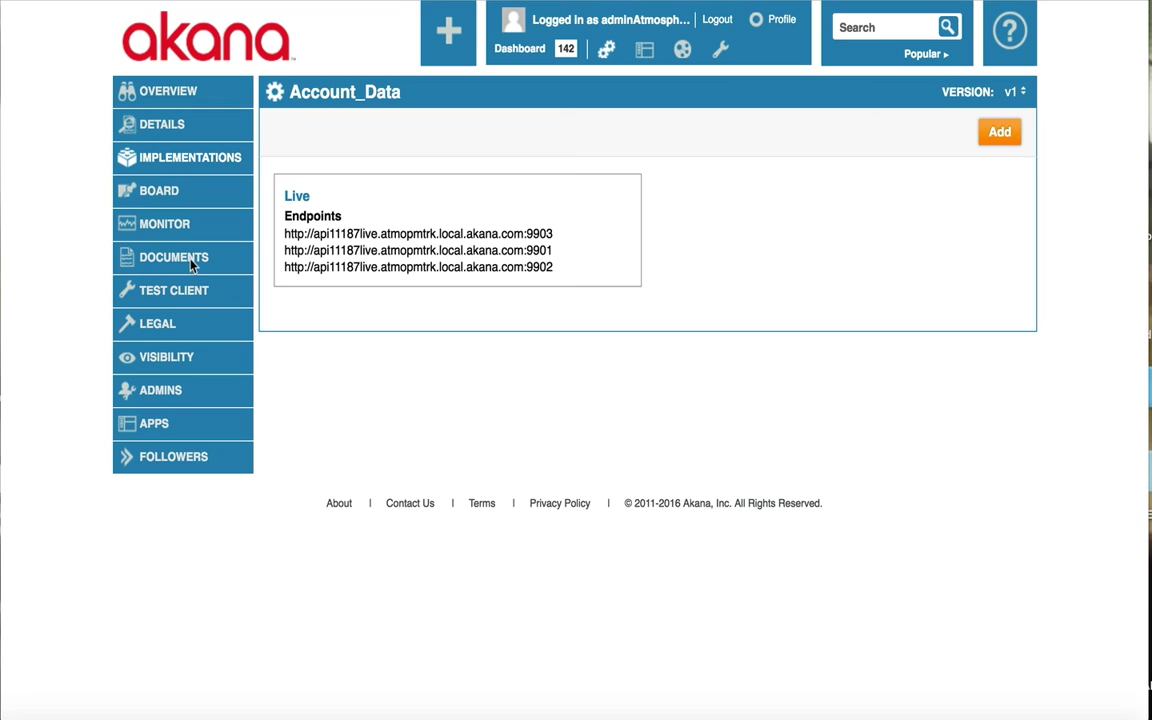 akana
Logged in as adminAtmosph... | Logout Profile
Dashboard 142
Search
Popular ▸
?
OVERVIEW
DETAILS
IMPLEMENTATIONS
BOARD
MONITOR
DOCUMENTS
TEST CLIENT
LEGAL
VISIBILITY
ADMINS
APPS
FOLLOWERS
Account_Data
VERSION: v1
Add
Live
Endpoints
http://api11187live.atmopmtrk.local.akana.com:9903
http://api11187live.atmopmtrk.local.akana.com:9901
http://api11187live.atmopmtrk.local.akana.com:9902
About | Contact Us | Terms | Privacy Policy | © 2011-2016 Akana, Inc. All Rights Reserved.